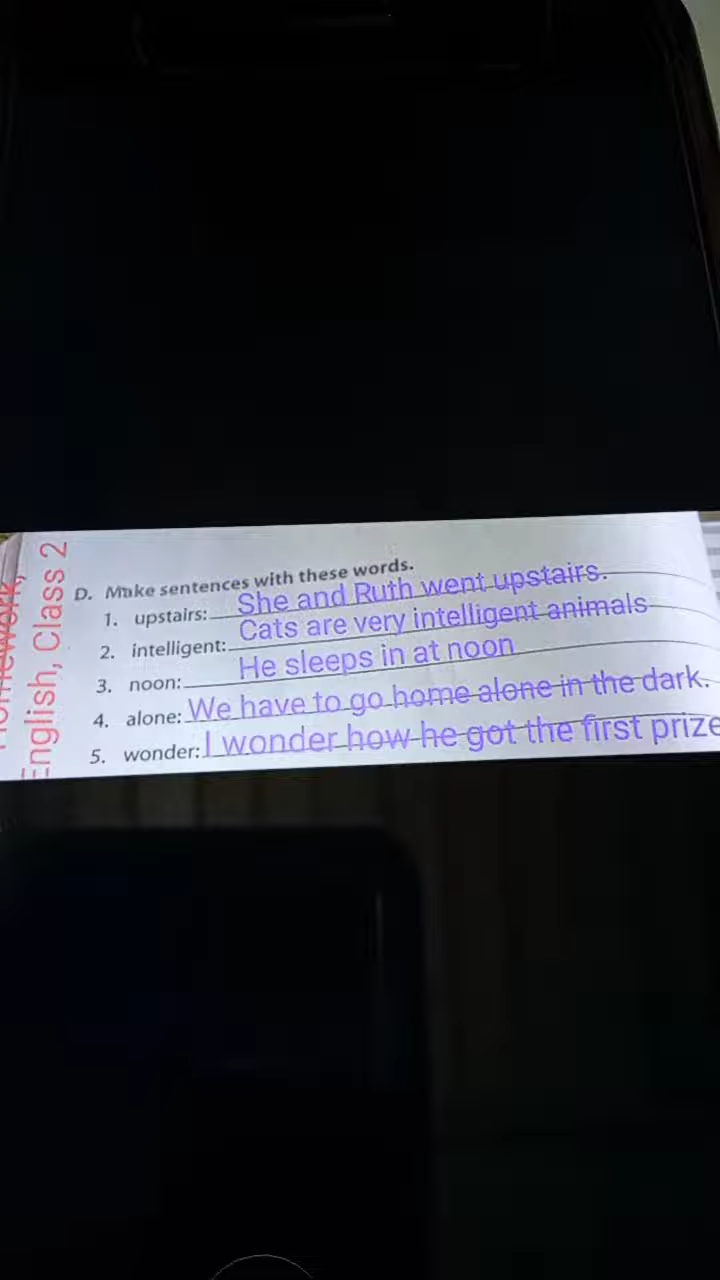 English, Class 2
D. Make sentences with these words.
1. upstairs: She and Ruth went upstairs.
2. intelligent: Cats are very intelligent animals
3. noon: He sleeps in at noon
4. alone: We have to go home alone in the dark.
5. wonder: I wonder how he got the first prize